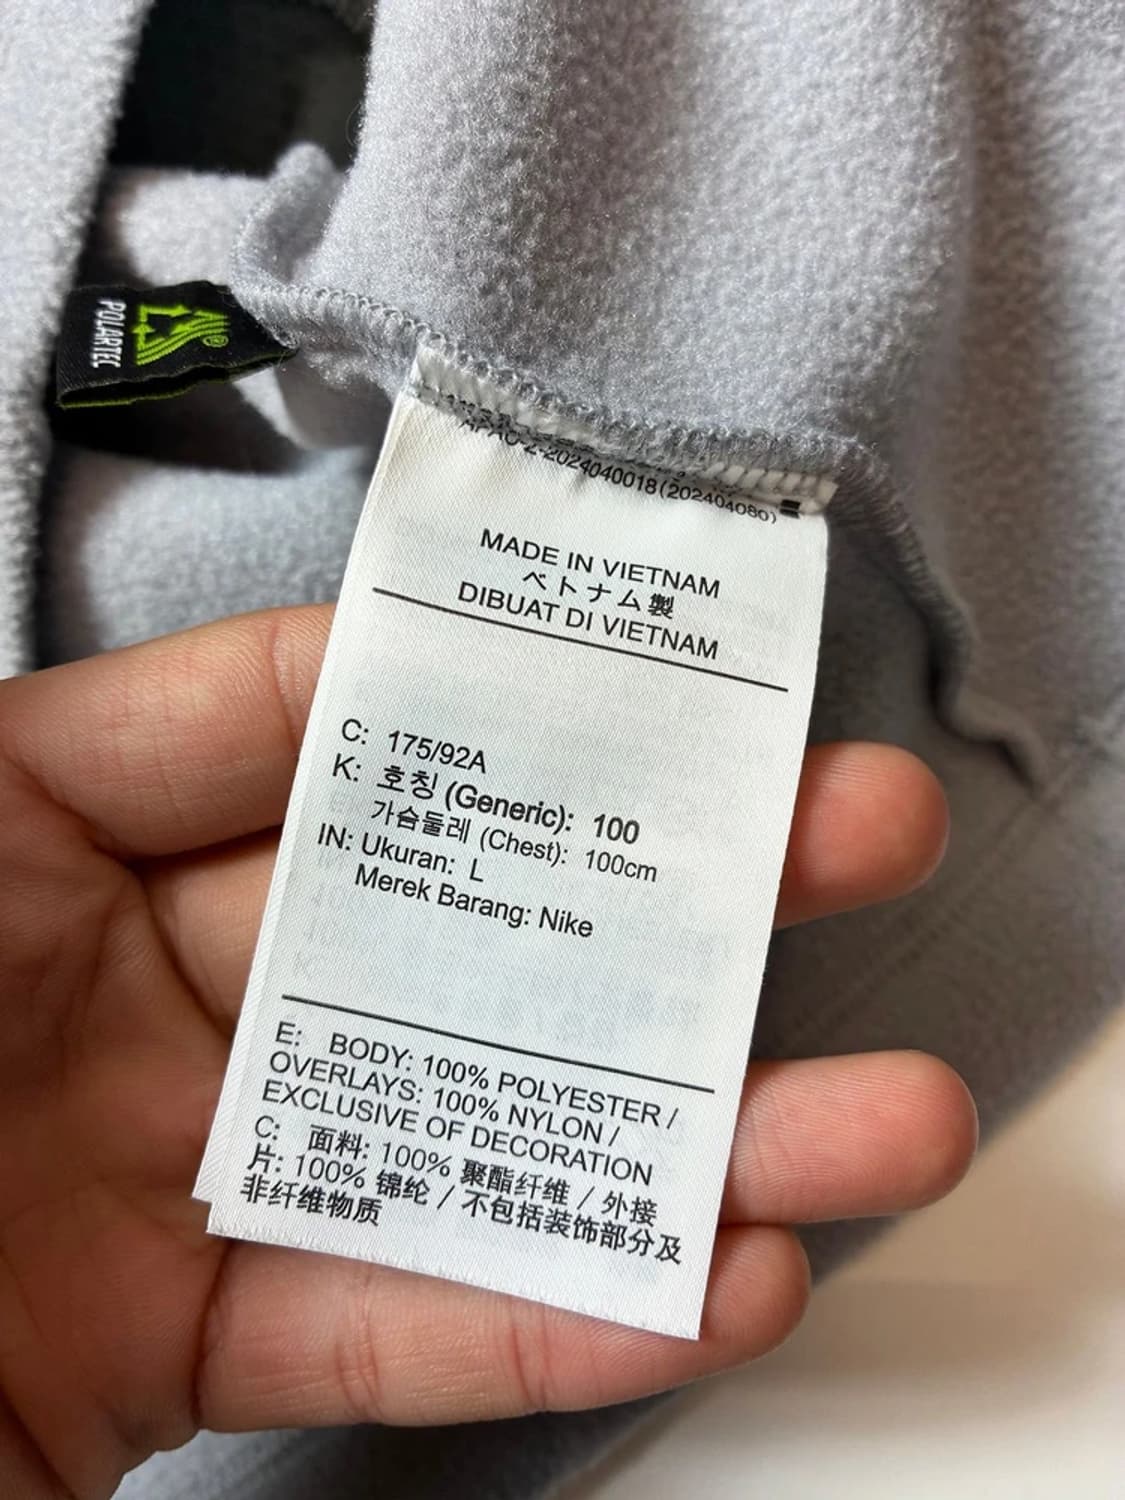 POLARTEC
APAC-2-2024040018(202404080)
MADE IN VIETNAM
ベトナム製
DIBUAT DI VIETNAM
C: 175/92A
K: 호칭 (Generic): 100
가슴둘레 (Chest): 100cm
IN: Ukuran: L
Merek Barang: Nike
E: BODY: 100% POLYESTER /
OVERLAYS: 100% NYLON /
EXCLUSIVE OF DECORATION
C: 面料: 100% 聚酯纤维 / 外接
片: 100% 锦纶 / 不包括装饰部分及
非纤维物质